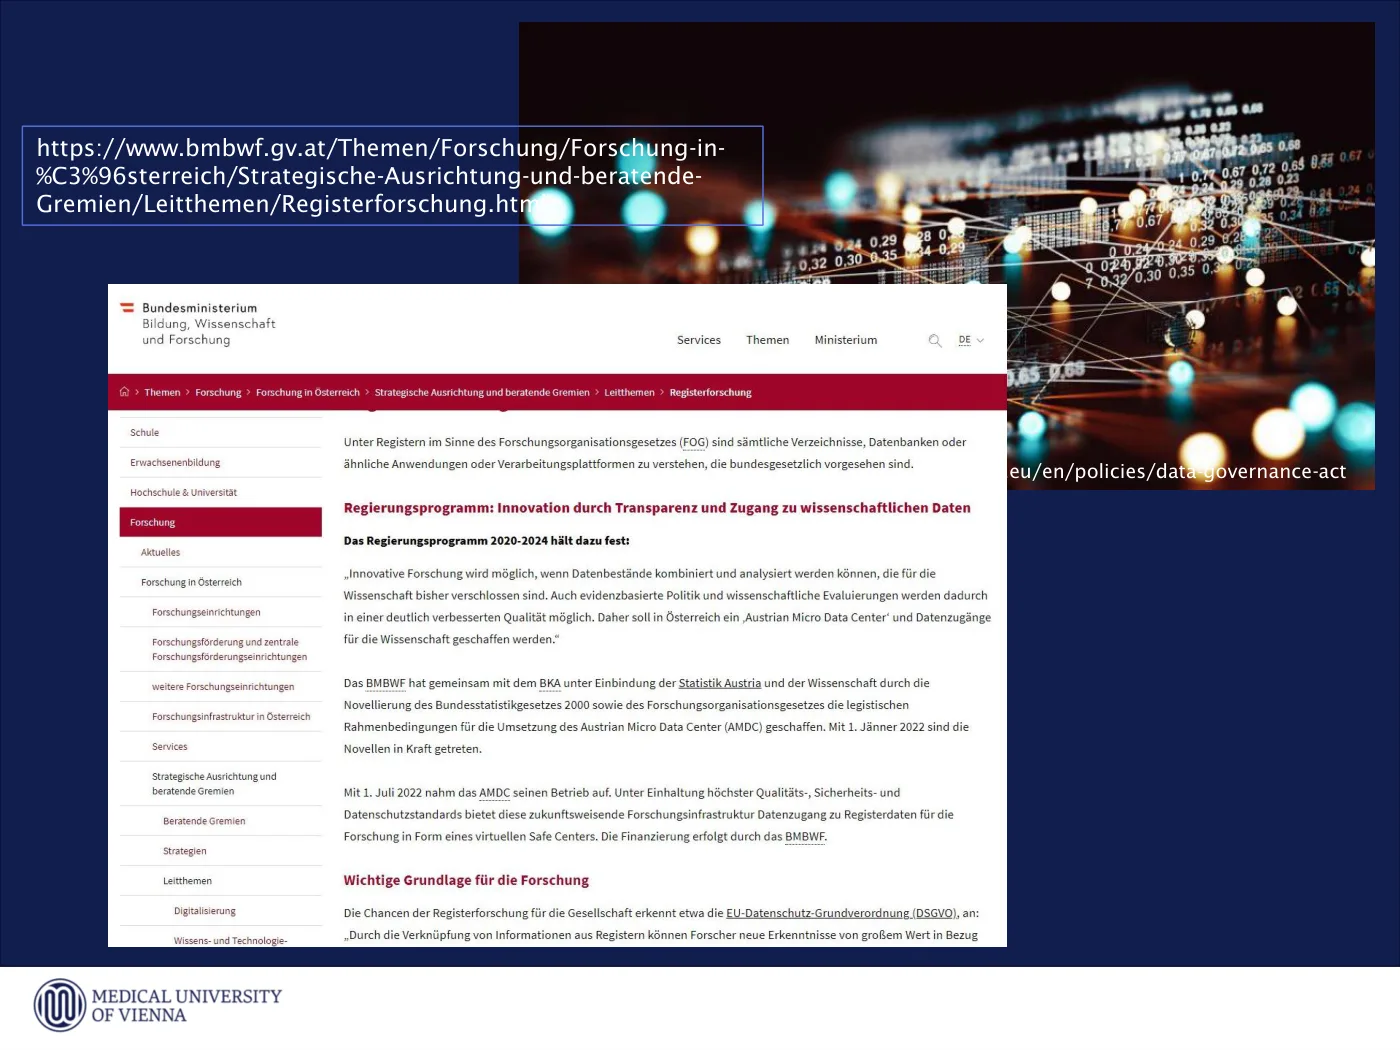 https://www.bmbwf.gv.at/Themen/Forschung/Forschung-in-
%C3%96sterreich/Strategische-Ausrichtung-und-beratende-
Gremien/Leitthemen/Registerforschung.htm
eu/en/policies/data-governance-act
Bundesministerium
Bildung, Wissenschaft
und Forschung
Services Themen Ministerium DE
Themen > Forschung > Forschung in Österreich > Strategische Ausrichtung und beratende Gremien > Leitthemen > Registerforschung
Schule
Erwachsenenbildung
Hochschule & Universität
Forschung
Aktuelles
Forschung in Österreich
Forschungseinrichtungen
Forschungsförderung und zentrale
Forschungsförderungseinrichtungen
weitere Forschungseinrichtungen
Forschungsinfrastruktur in Österreich
Services
Strategische Ausrichtung und
beratende Gremien
Beratende Gremien
Strategien
Leitthemen
Digitalisierung
Wissens- und Technologie-
Unter Registern im Sinne des Forschungsorganisationsgesetzes (FOG) sind sämtliche Verzeichnisse, Datenbanken oder
ähnliche Anwendungen oder Verarbeitungsplattformen zu verstehen, die bundesgesetzlich vorgesehen sind.
Regierungsprogramm: Innovation durch Transparenz und Zugang zu wissenschaftlichen Daten
Das Regierungsprogramm 2020-2024 hält dazu fest:
„Innovative Forschung wird möglich, wenn Datenbestände kombiniert und analysiert werden können, die für die
Wissenschaft bisher verschlossen sind. Auch evidenzbasierte Politik und wissenschaftliche Evaluierungen werden dadurch
in einer deutlich verbesserten Qualität möglich. Daher soll in Österreich ein ‚Austrian Micro Data Center‘ und Datenzugänge
für die Wissenschaft geschaffen werden.“
Das BMBWF hat gemeinsam mit dem BKA unter Einbindung der Statistik Austria und der Wissenschaft durch die
Novellierung des Bundesstatistikgesetzes 2000 sowie des Forschungsorganisationsgesetzes die legistischen
Rahmenbedingungen für die Umsetzung des Austrian Micro Data Center (AMDC) geschaffen. Mit 1. Jänner 2022 sind die
Novellen in Kraft getreten.
Mit 1. Juli 2022 nahm das AMDC seinen Betrieb auf. Unter Einhaltung höchster Qualitäts-, Sicherheits- und
Datenschutzstandards bietet diese zukunftsweisende Forschungsinfrastruktur Datenzugang zu Registerdaten für die
Forschung in Form eines virtuellen Safe Centers. Die Finanzierung erfolgt durch das BMBWF.
Wichtige Grundlage für die Forschung
Die Chancen der Registerforschung für die Gesellschaft erkennt etwa die EU-Datenschutz-Grundverordnung (DSGVO), an:
„Durch die Verknüpfung von Informationen aus Registern können Forscher neue Erkenntnisse von großem Wert in Bezug
MEDICAL UNIVERSITY
OF VIENNA